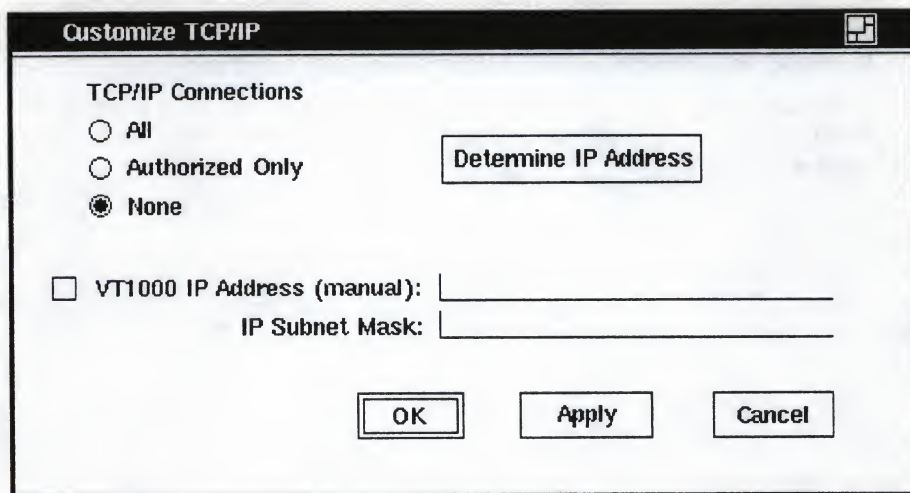 Customize TCP/IP
TCP/IP Connections
All
Authorized Only
None
Determine IP Address
VT1000 IP Address (manual):
IP Subnet Mask:
OK
Apply
Cancel